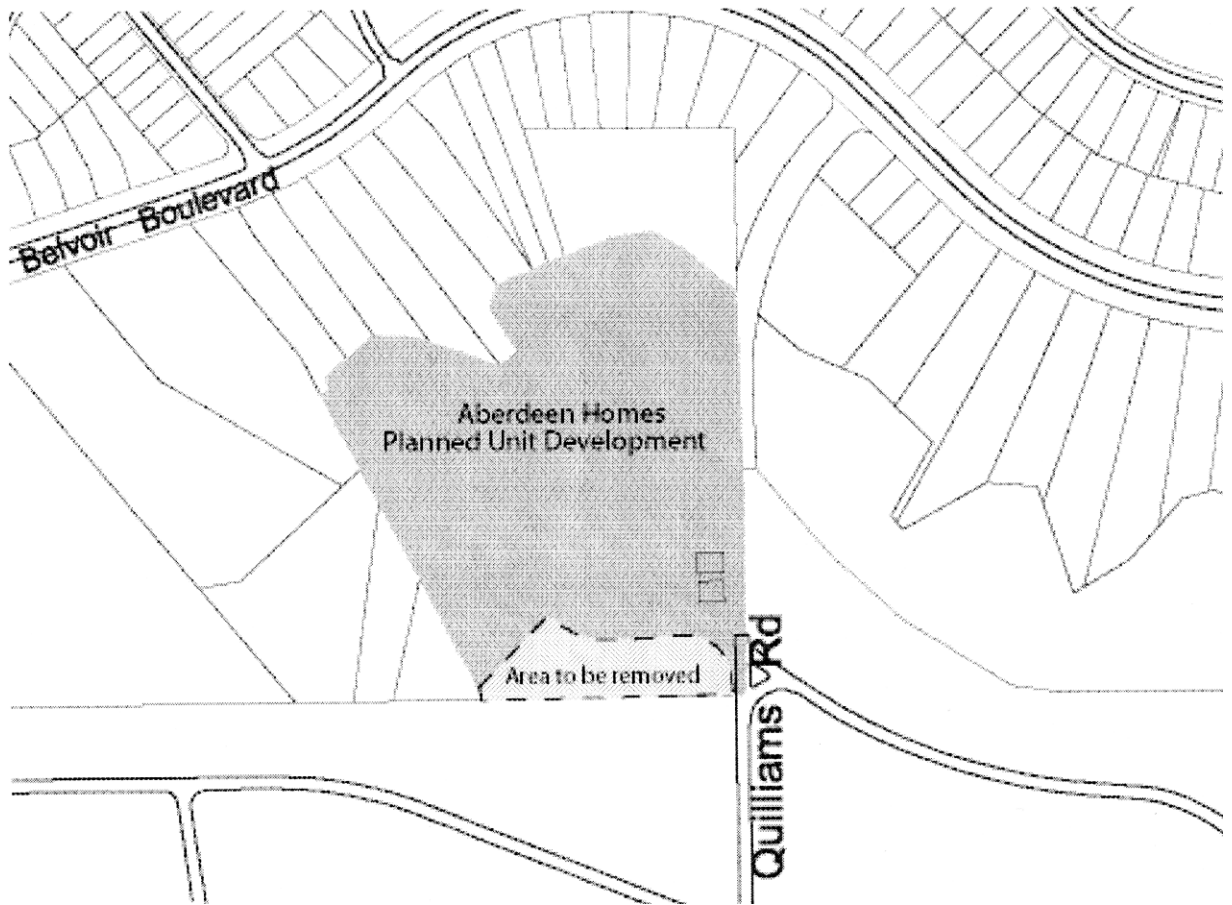 Belvoir Boulevard
Aberdeen Homes
Planned Unit Development
Area to be removed
Quilliams Rd